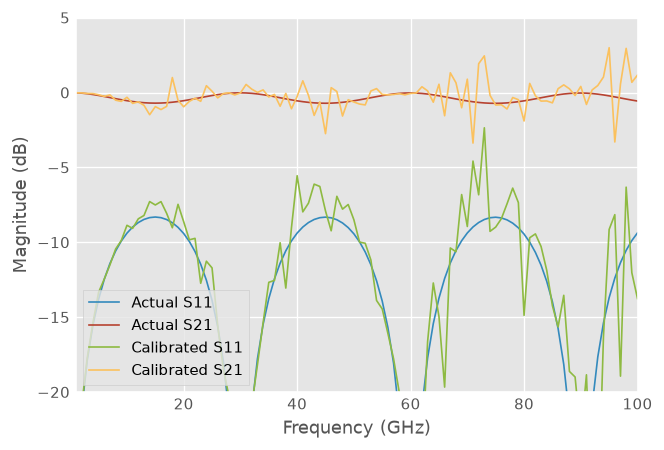 5
0
−5
−10
−15
−20
Magnitude (dB)
Actual S11
Actual S21
Calibrated S11
Calibrated S21
20
40
60
80
100
Frequency (GHz)